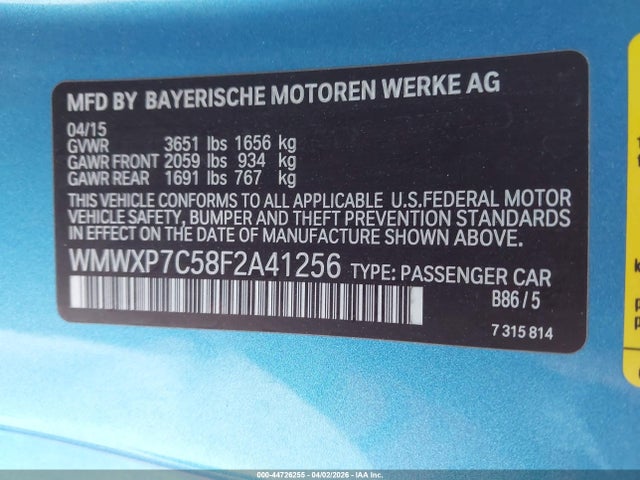 MFD BY BAYERISCHE MOTOREN WERKE AG
04/15
GVWR 3651 lbs 1656 kg
GAWR FRONT 2059 lbs 934 kg
GAWR REAR 1691 lbs 767 kg
THIS VEHICLE CONFORMS TO ALL APPLICABLE U.S.FEDERAL MOTOR
VEHICLE SAFETY, BUMPER AND THEFT PREVENTION STANDARDS
IN EFFECT ON THE DATE OF MANUFACTURE SHOWN ABOVE.
WMWXP7C58F2A41256 TYPE: PASSENGER CAR
B86/5
7 315 814
000-44726255 - 04/02/2026 - IAAI.COM